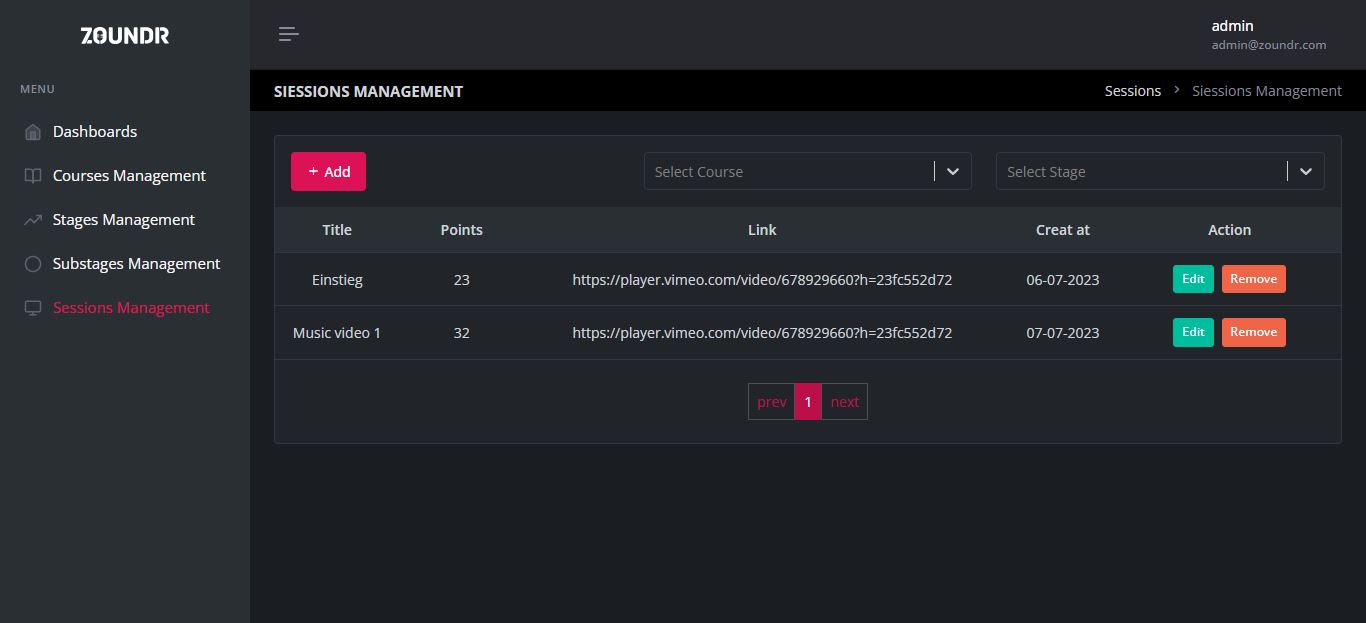 ZOUNDR
admin
admin@zoundr.com
MENU
SIESSIONS MANAGEMENT
Sessions > Siessions Management
Dashboards
Courses Management
Stages Management
Substages Management
Sessions Management
+ Add
Select Course
Select Stage
Title Points Link Creat at Action
Einstieg 23 https://player.vimeo.com/video/678929660?h=23fc552d72 06-07-2023 Edit Remove
Music video 1 32 https://player.vimeo.com/video/678929660?h=23fc552d72 07-07-2023 Edit Remove
prev 1 next